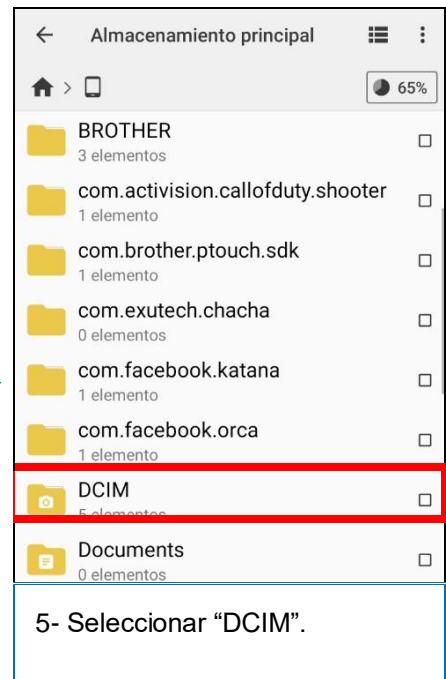 Almacenamiento principal
65%
BROTHER
3 elementos
com.activision.callofduty.shooter
1 elemento
com.brother.ptouch.sdk
1 elemento
com.exutech.chacha
0 elementos
com.facebook.katana
1 elemento
com.facebook.orca
1 elemento
DCIM
5 elementos
Documents
0 elementos
5- Seleccionar “DCIM”.